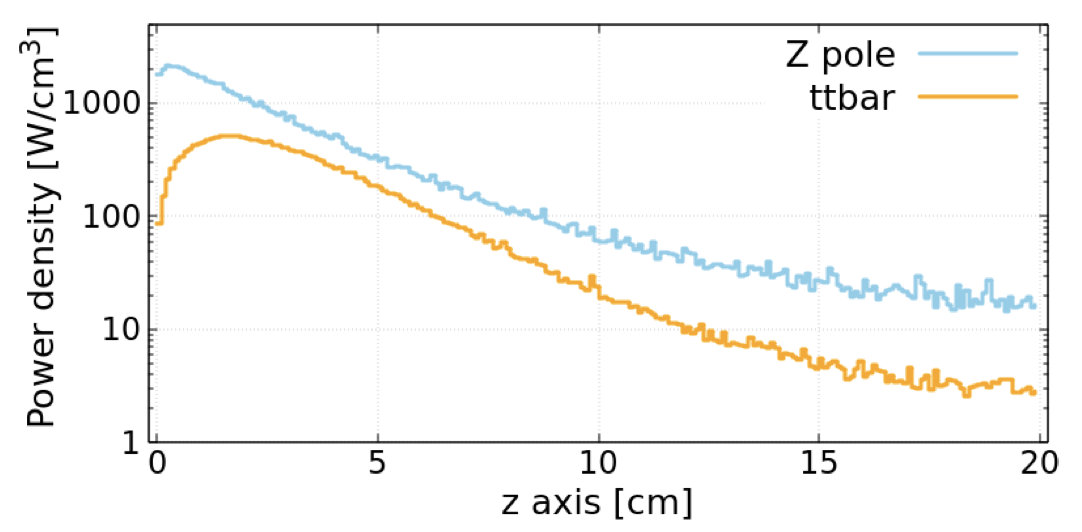 Power density [W/cm³]
1000
100
10
1
Z pole
ttbar
0 5 10 15 20
z axis [cm]